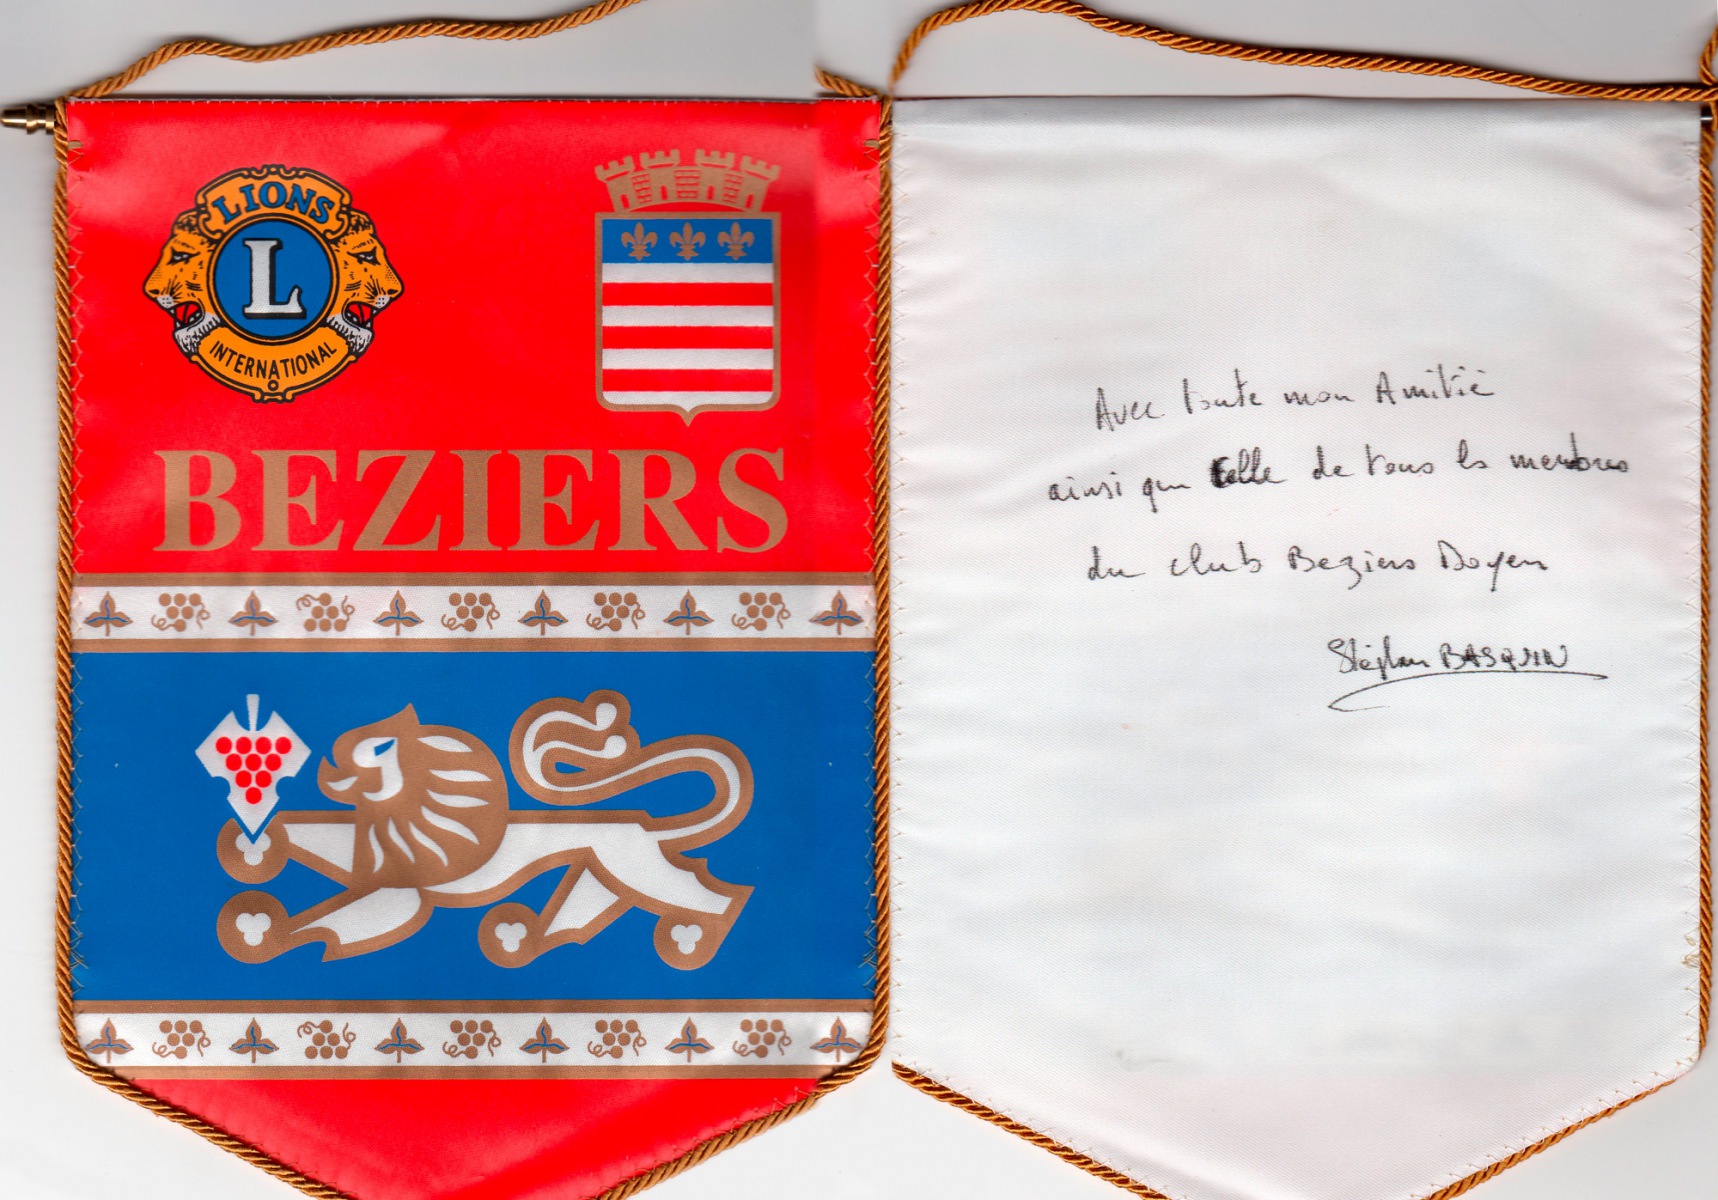 LIONS
L
INTERNATIONAL
BEZIERS
Avec toute mon Amitié
ainsi que Celle de tous les membres
du club Beziers Doyen
Stéphan BASQUIN